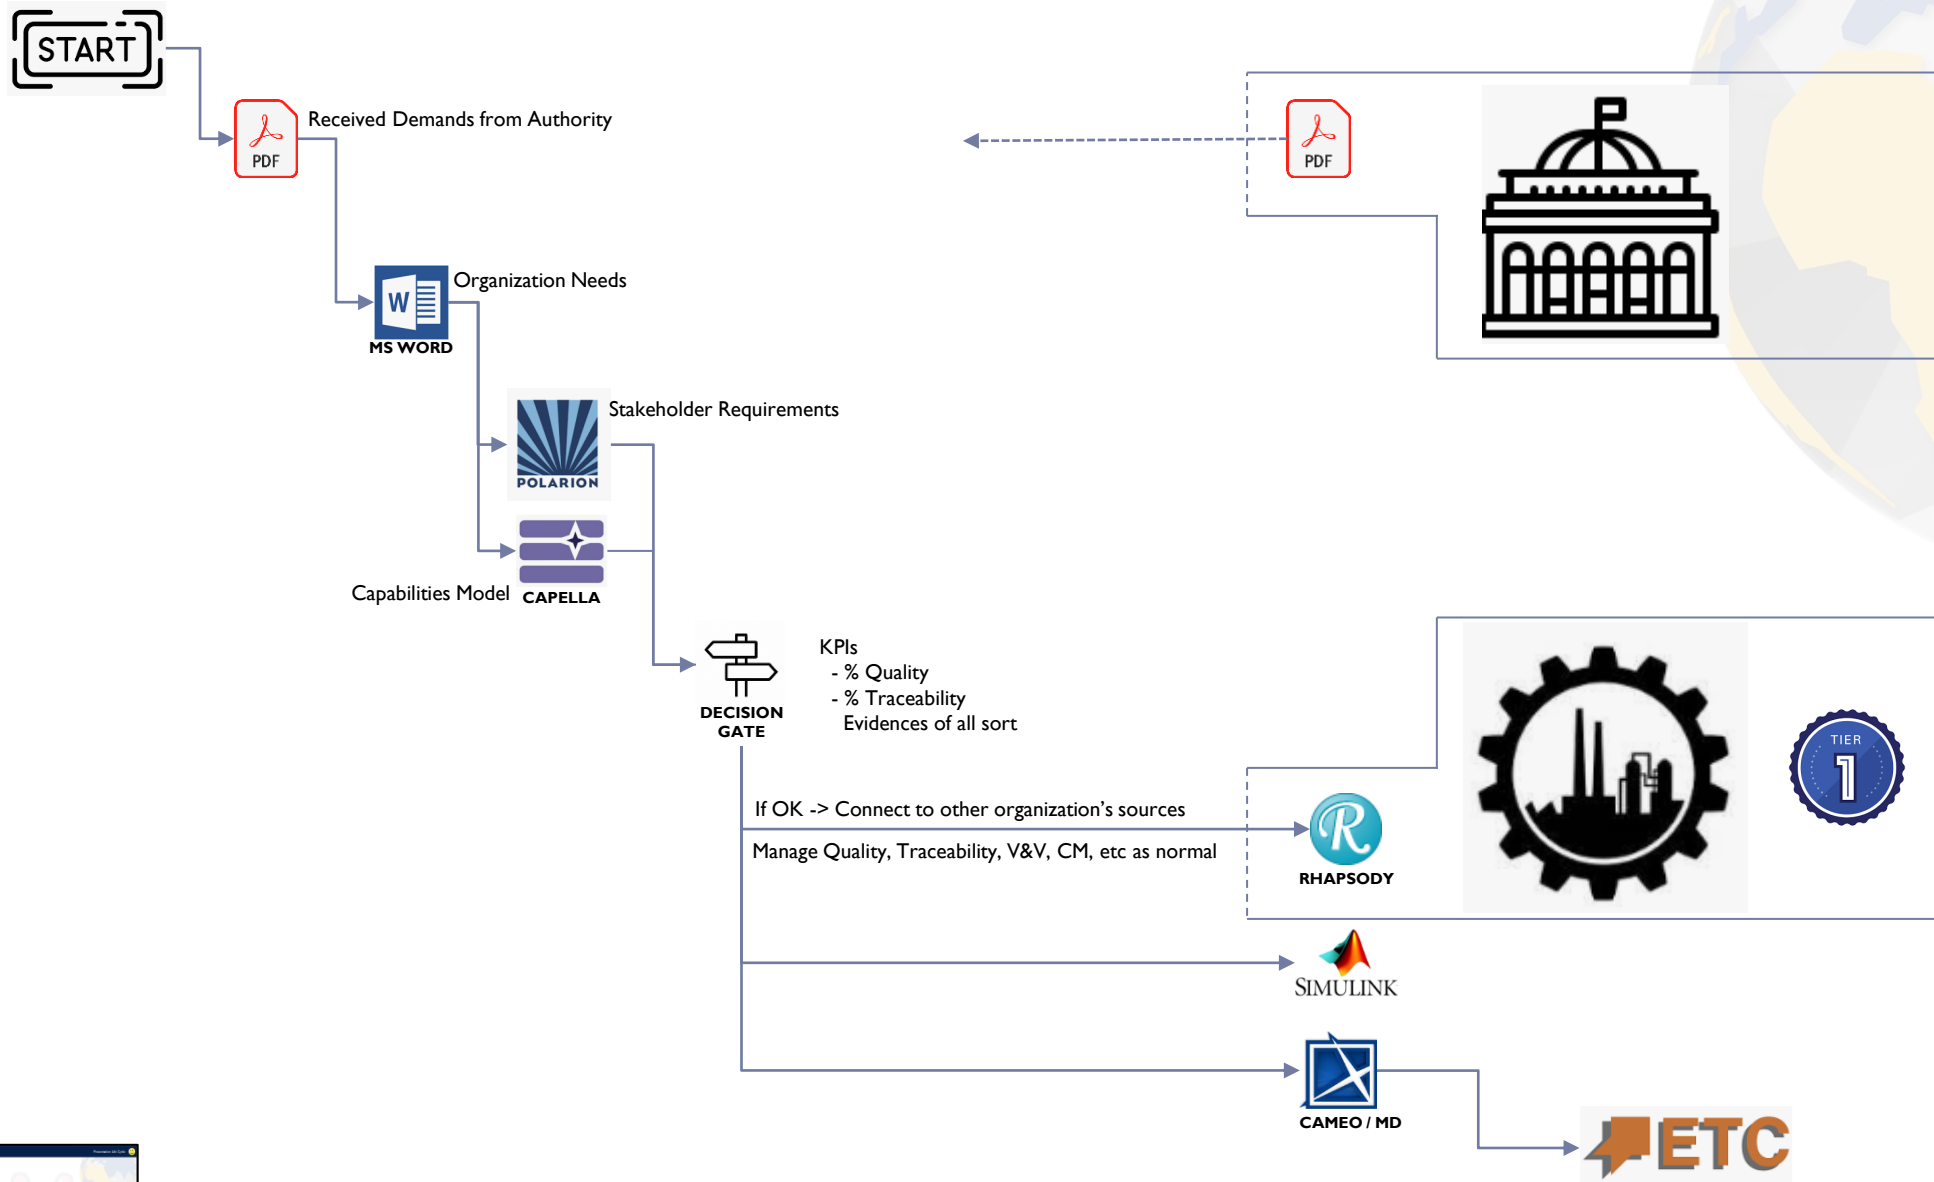 START
PDF
Received Demands from Authority
PDF
W
Organization Needs
MS WORD
Stakeholder Requirements
POLARION
Capabilities Model
CAPELLA
KPIs
- % Quality
- % Traceability
Evidences of all sort
DECISION
GATE
TIER
1
If OK -> Connect to other organization's sources
Manage Quality, Traceability, V&V, CM, etc as normal
R
RHAPSODY
SIMULINK
CAMEO / MD
ETC